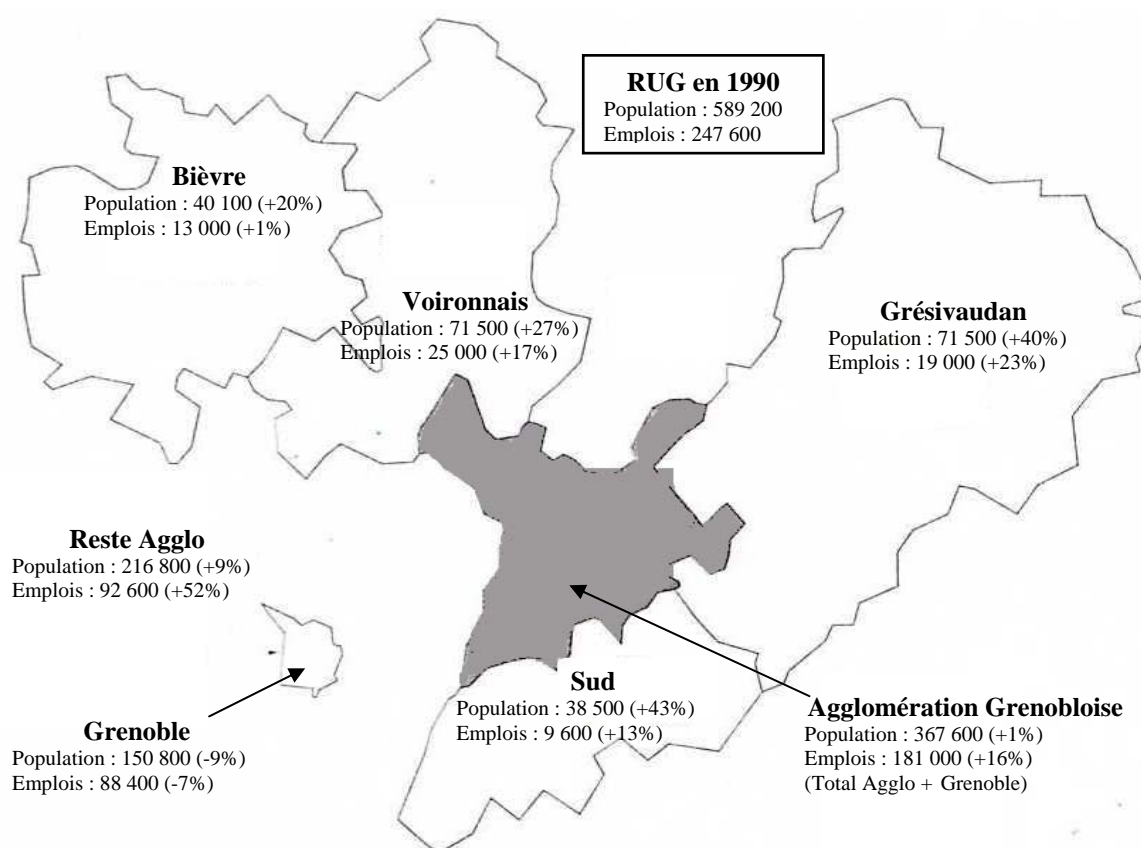 RUG en 1990
Population : 589 200
Emplois : 247 600
Bièvre
Population : 40 100 (+20%)
Emplois : 13 000 (+1%)
Voironnais
Population : 71 500 (+27%)
Emplois : 25 000 (+17%)
Grésivaudan
Population : 71 500 (+40%)
Emplois : 19 000 (+23%)
Reste Agglo
Population : 216 800 (+9%)
Emplois : 92 600 (+52%)
Grenoble
Population : 150 800 (-9%)
Emplois : 88 400 (-7%)
Sud
Population : 38 500 (+43%)
Emplois : 9 600 (+13%)
Agglomération Grenobloise
Population : 367 600 (+1%)
Emplois : 181 000 (+16%)
(Total Agglo + Grenoble)